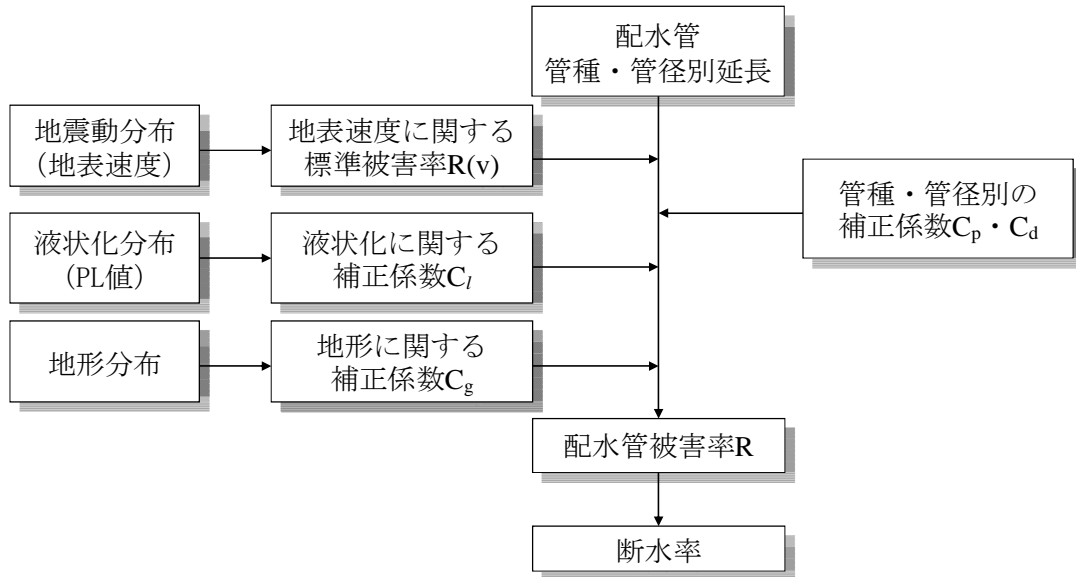 配水管
管種・管径別延長
地震動分布
（地表速度）
地表速度に関する
標準被害率R(v)
管種・管径別の
補正係数Cp・Cd
液状化分布
（PL値）
液状化に関する
補正係数Cl
地形分布
地形に関する
補正係数Cg
配水管被害率R
断水率